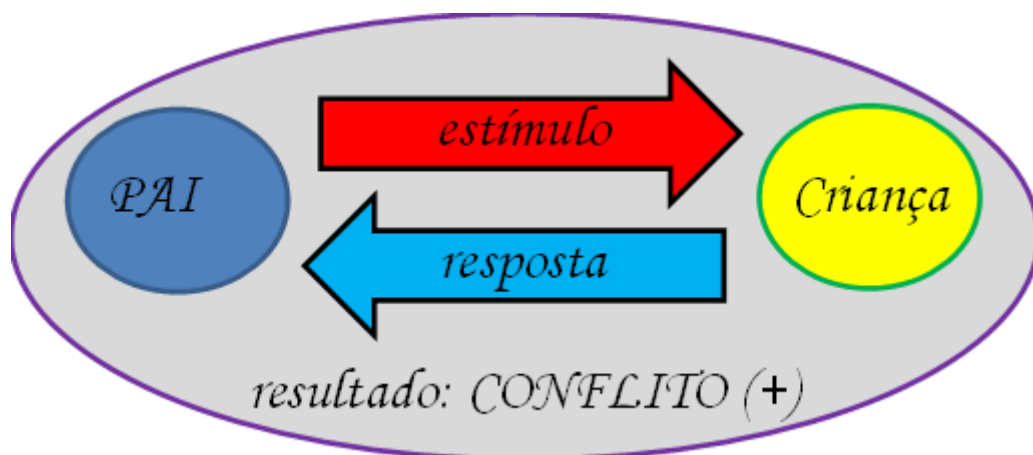 estímulo
PAI
Criança
resposta
resultado: CONFLITO (+)